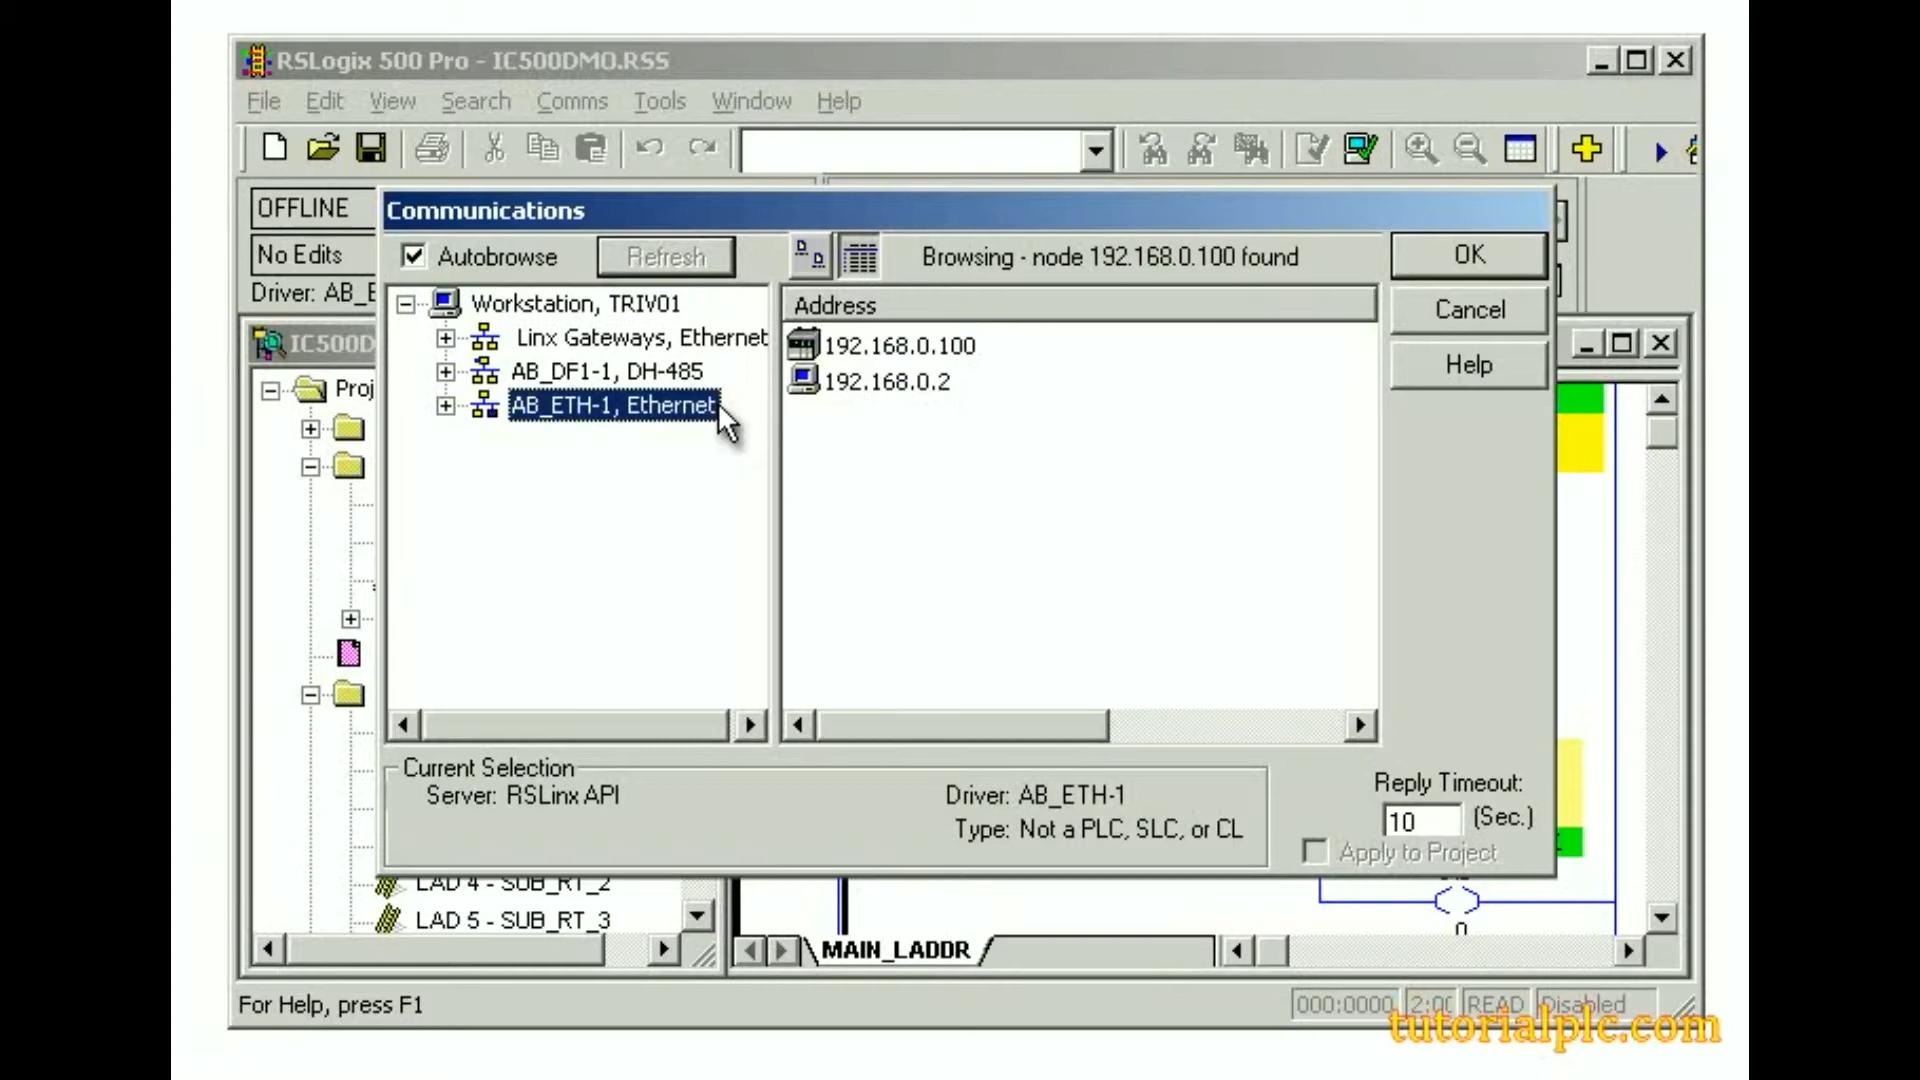 RSLogix 500 Pro - IC500DMO.RSS
File Edit View Search Comms Tools Window Help
OFFLINE
No Edits
Driver: AB_E
Communications
Autobrowse
Refresh
Browsing - node 192.168.0.100 found
OK
Cancel
Help
Workstation, TRIV01
Linx Gateways, Ethernet
AB_DF1-1, DH-485
AB_ETH-1, Ethernet
Address
192.168.0.100
192.168.0.2
IC500D
Proj
Current Selection
Server: RSLinx API
Driver: AB_ETH-1
Type: Not a PLC, SLC, or CL
Reply Timeout:
10 (Sec.)
Apply to Project
LAD 4 - SUB_RT_2
LAD 5 - SUB_RT_3
0
MAIN_LADDR
For Help, press F1
000:0000 2:00 READ Disabled
tutorialplc.com